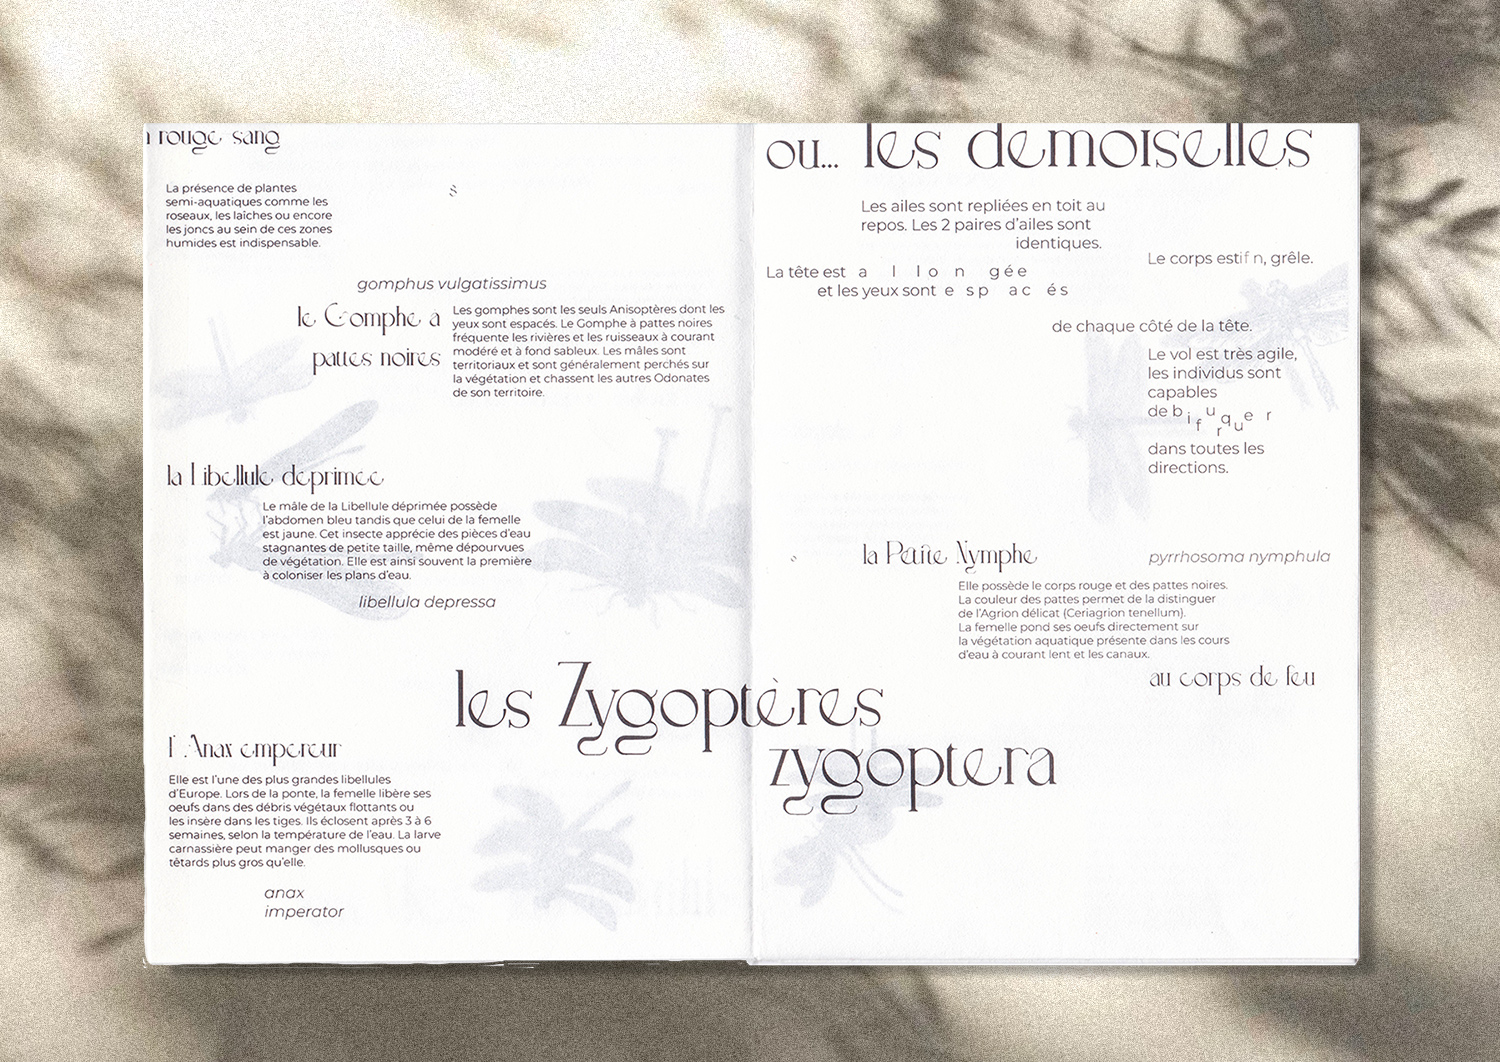 rouge sang
La présence de plantes
semi-aquatiques comme les
roseaux, les laîches ou encore
les joncs au sein de ces zones
humides est indispensable.
gomphus vulgatissimus
le Gomphe à
pattes noires
Les gomphes sont les seuls Anisoptères dont les
yeux sont espacés. Le Gomphe à pattes noires
fréquente les rivières et les ruisseaux à courant
modéré et à fond sableux. Les mâles sont
territoriaux et sont généralement perchés sur
la végétation et chassent les autres Odonates
de son territoire.
la Libellule deprimee
Le mâle de la Libellule déprimée possède
l'abdomen bleu tandis que celui de la femelle
est jaune. Cet insecte apprécie des pièces d'eau
stagnantes de petite taille, même dépourvues
de végétation. Elle est ainsi souvent la première
à coloniser les plans d'eau.
libellula depressa
les Zygoptères
zygoptera
l'Anax empereur
Elle est l'une des plus grandes libellules
d'Europe. Lors de la ponte, la femelle libère ses
oeufs dans des débris végétaux flottants ou
les insère dans les tiges. Ils éclosent après 3 à 6
semaines, selon la température de l'eau. La larve
carnassière peut manger des mollusques ou
têtards plus gros qu'elle.
anax
imperator
ou... les demoiselles
Les ailes sont repliées en toit au
repos. Les 2 paires d'ailes sont
identiques.
Le corps estif n, grêle.
La tête est a l lo n gée
et les yeux sont e sp ac és
de chaque côté de la tête.
Le vol est très agile,
les individus sont
capables
de b i f u r q u e r
dans toutes les
directions.
la Petite Nymphe
pyrrhosoma nymphula
Elle possède le corps rouge et des pattes noires.
La couleur des pattes permet de la distinguer
de l'Agrion délicat (Ceriagrion tenellum).
La femelle pond ses oeufs directement sur
la végétation aquatique présente dans les cours
d'eau à courant lent et les canaux.
au corps de feu